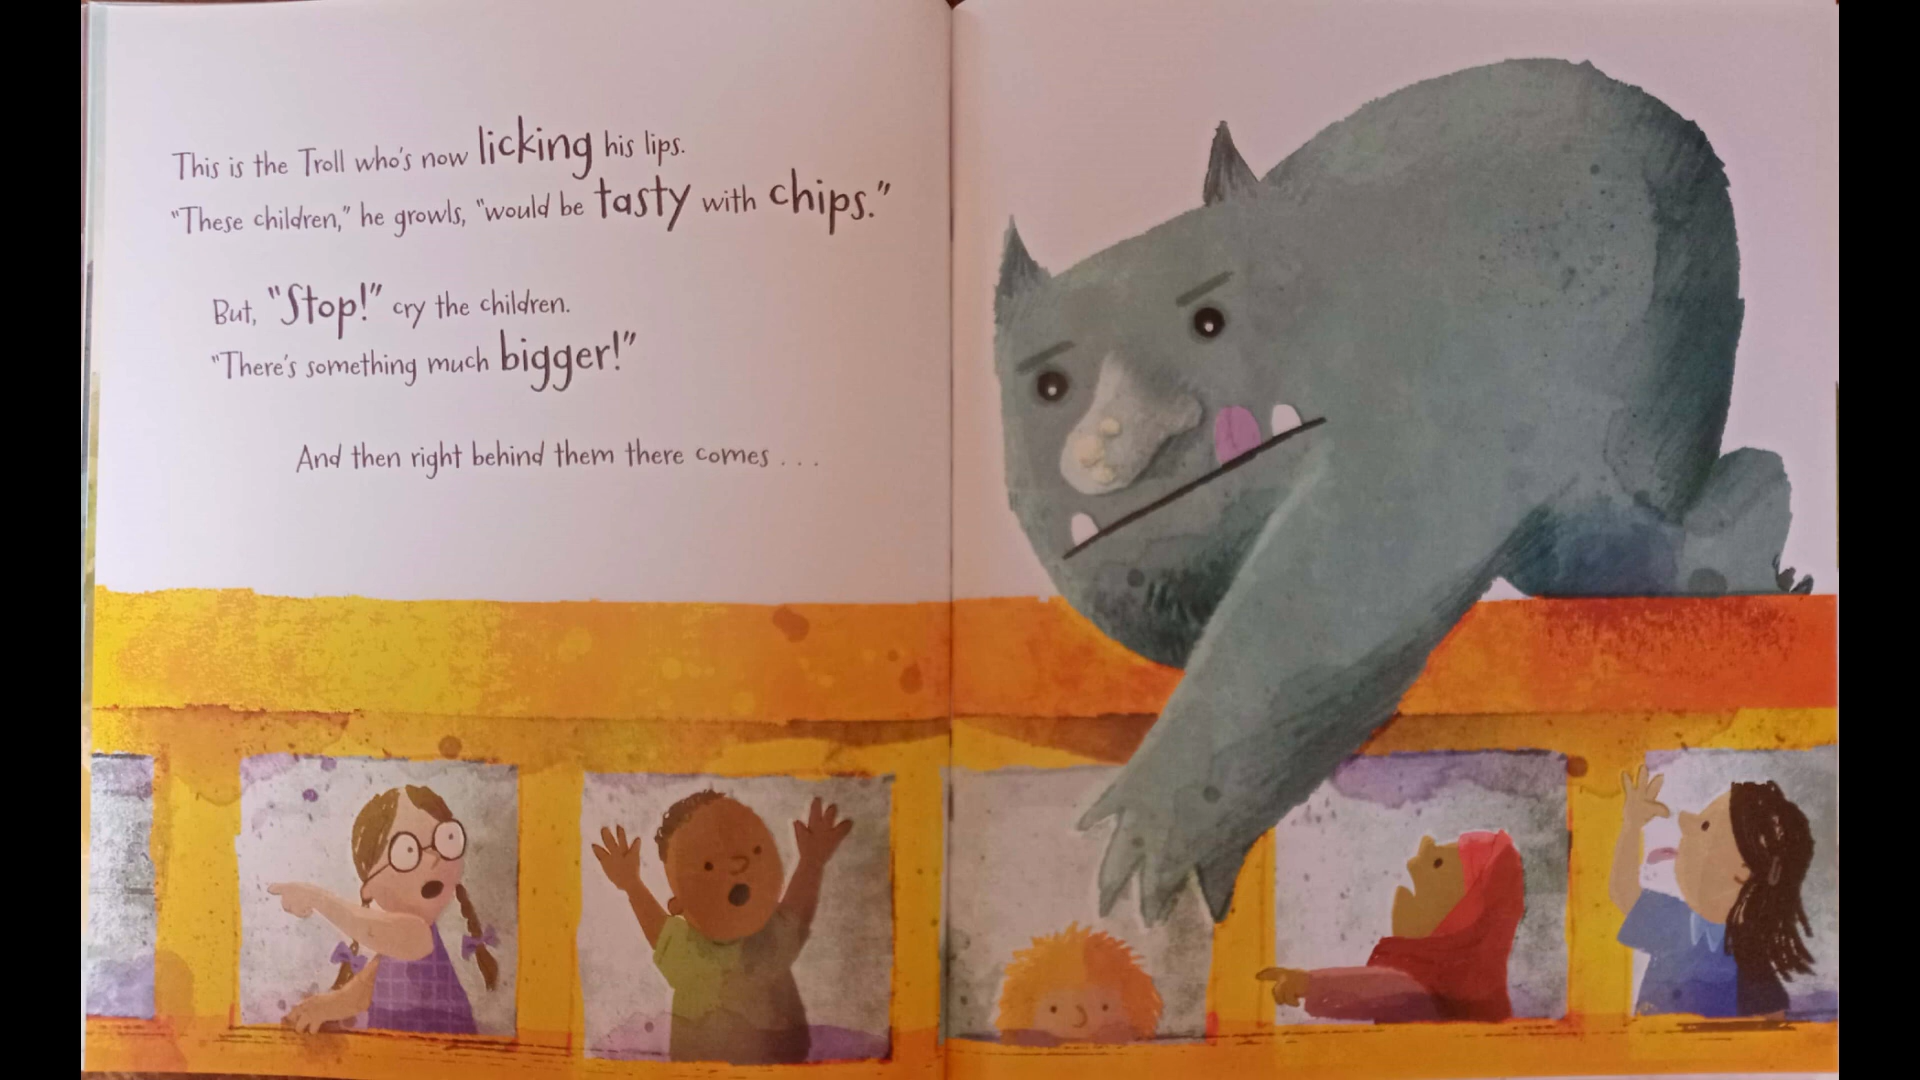 This is the Troll who's now licking his lips.
"These children," he growls, "would be tasty with chips."
But, "Stop!" cry the children.
"There's something much bigger!"
And then right behind them there comes . . .